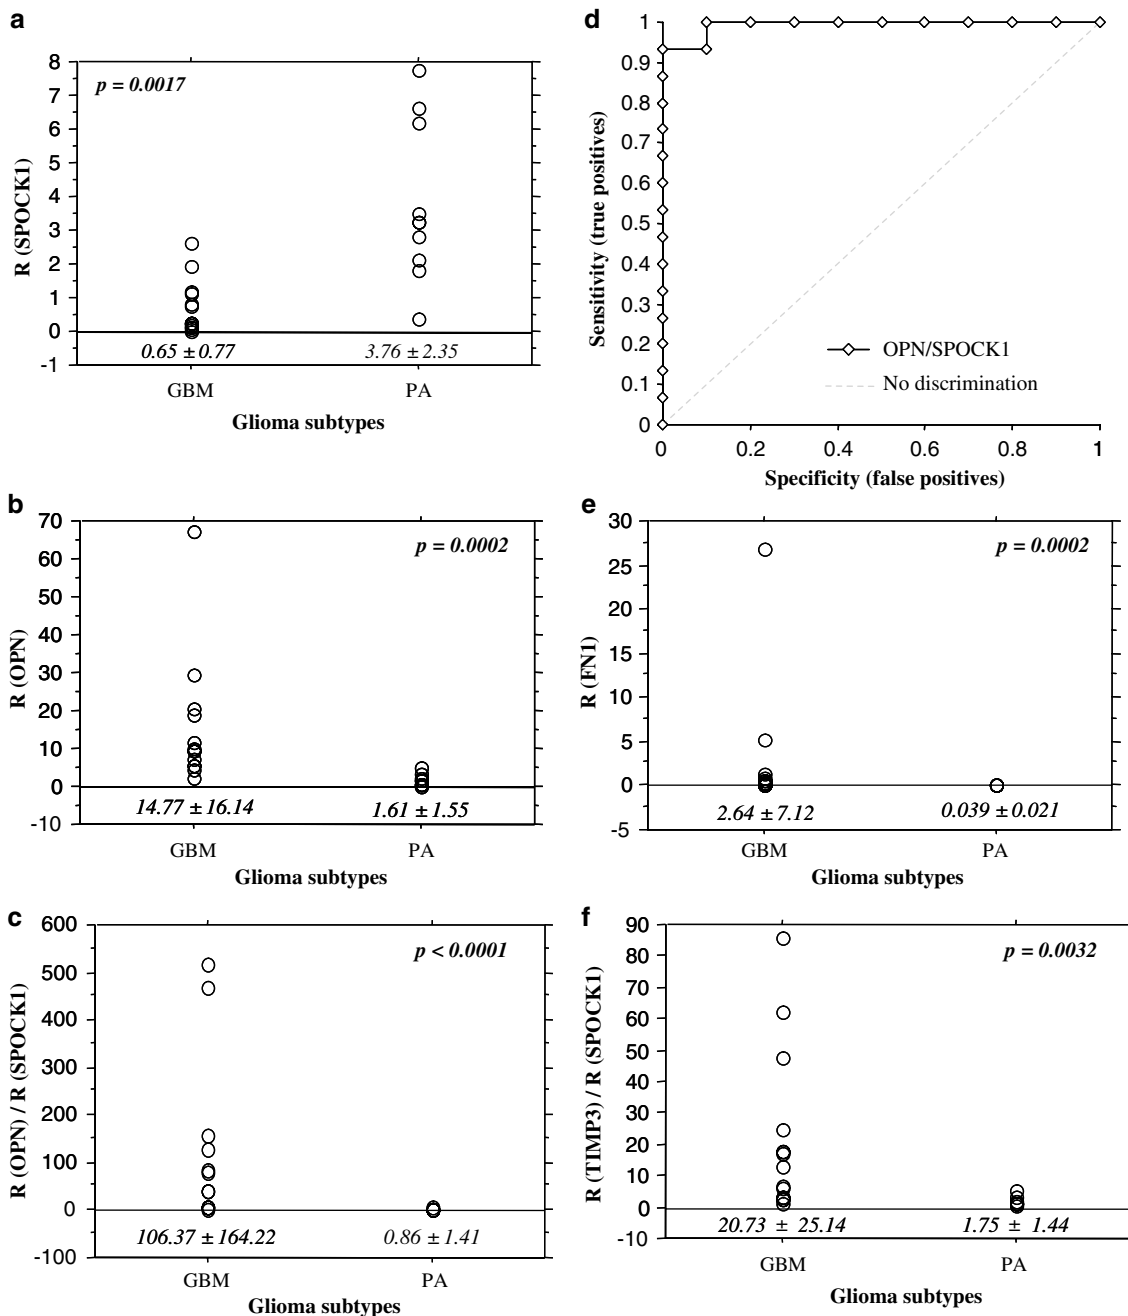 a
p = 0.0017
R (SPOCK1)
8
7
6
5
4
3
2
1
0
-1
0.65 ± 0.77
3.76 ± 2.35
GBM
PA
Glioma subtypes
b
p = 0.0002
R (OPN)
70
60
50
40
30
20
10
0
-10
14.77 ± 16.14
1.61 ± 1.55
GBM
PA
Glioma subtypes
c
p < 0.0001
R (OPN) / R (SPOCK1)
600
500
400
300
200
100
0
-100
106.37 ± 164.22
0.86 ± 1.41
GBM
PA
Glioma subtypes
d
Sensitivity (true positives)
1
0.9
0.8
0.7
0.6
0.5
0.4
0.3
0.2
0.1
0
OPN/SPOCK1
No discrimination
0 0.2 0.4 0.6 0.8 1
Specificity (false positives)
e
p = 0.0002
R (FN1)
30
25
20
15
10
5
0
-5
2.64 ± 7.12
0.039 ± 0.021
GBM
PA
Glioma subtypes
f
p = 0.0032
R (TIMP3) / R (SPOCK1)
90
80
70
60
50
40
30
20
10
0
-10
20.73 ± 25.14
1.75 ± 1.44
GBM
PA
Glioma subtypes